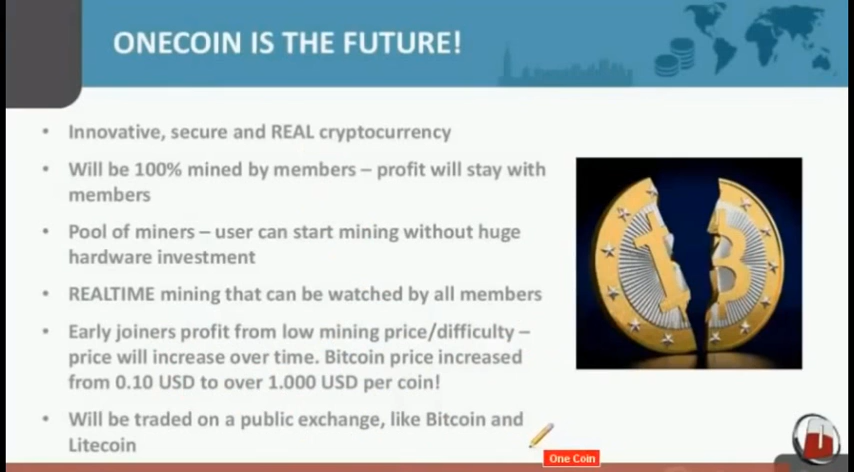 ONECOIN IS THE FUTURE!
• Innovative, secure and REAL cryptocurrency
• Will be 100% mined by members – profit will stay with
members
• Pool of miners – user can start mining without huge
hardware investment
• REALTIME mining that can be watched by all members
• Early joiners profit from low mining price/difficulty –
price will increase over time. Bitcoin price increased
from 0.10 USD to over 1.000 USD per coin!
• Will be traded on a public exchange, like Bitcoin and
Litecoin
One Coin